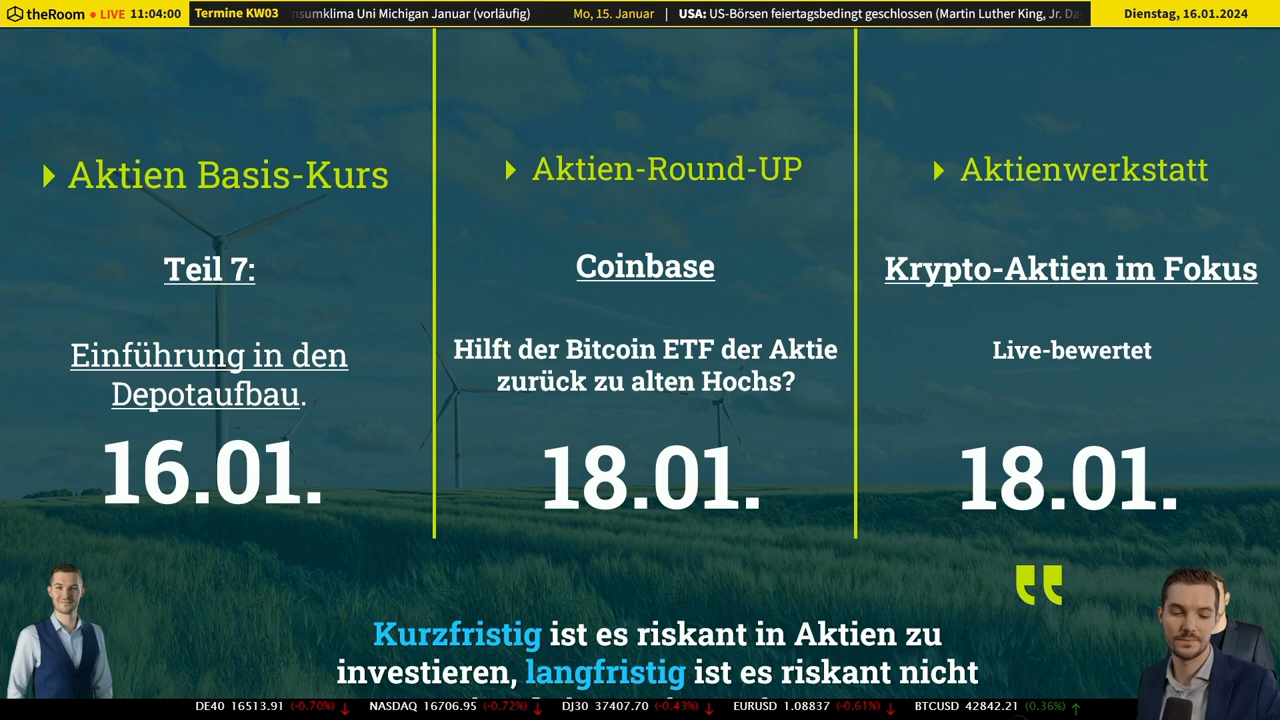 theRoom • LIVE 11:04:00
Termine KW03
nsumklima Uni Michigan Januar (vorläufig)
Mo, 15. Januar | USA: US-Börsen feiertagsbedingt geschlossen (Martin Luther King, Jr. Da
Dienstag, 16.01.2024
Aktien Basis-Kurs
Teil 7:
Einführung in den
Depotaufbau.
16.01.
Aktien-Round-UP
Coinbase
Hilft der Bitcoin ETF der Aktie
zurück zu alten Hochs?
18.01.
Aktienwerkstatt
Krypto-Aktien im Fokus
Live-bewertet
18.01.
Kurzfristig ist es riskant in Aktien zu
investieren, langfristig ist es riskant nicht
DE40 16513.91 (-0.70%) ↓ NASDAQ 16706.95 (-0.72%) ↓ DJ30 37407.70 (-0.43%) ↓ EURUSD 1.08837 (-0.61%) ↓ BTCUSD 42842.21 (0.36%) ↑